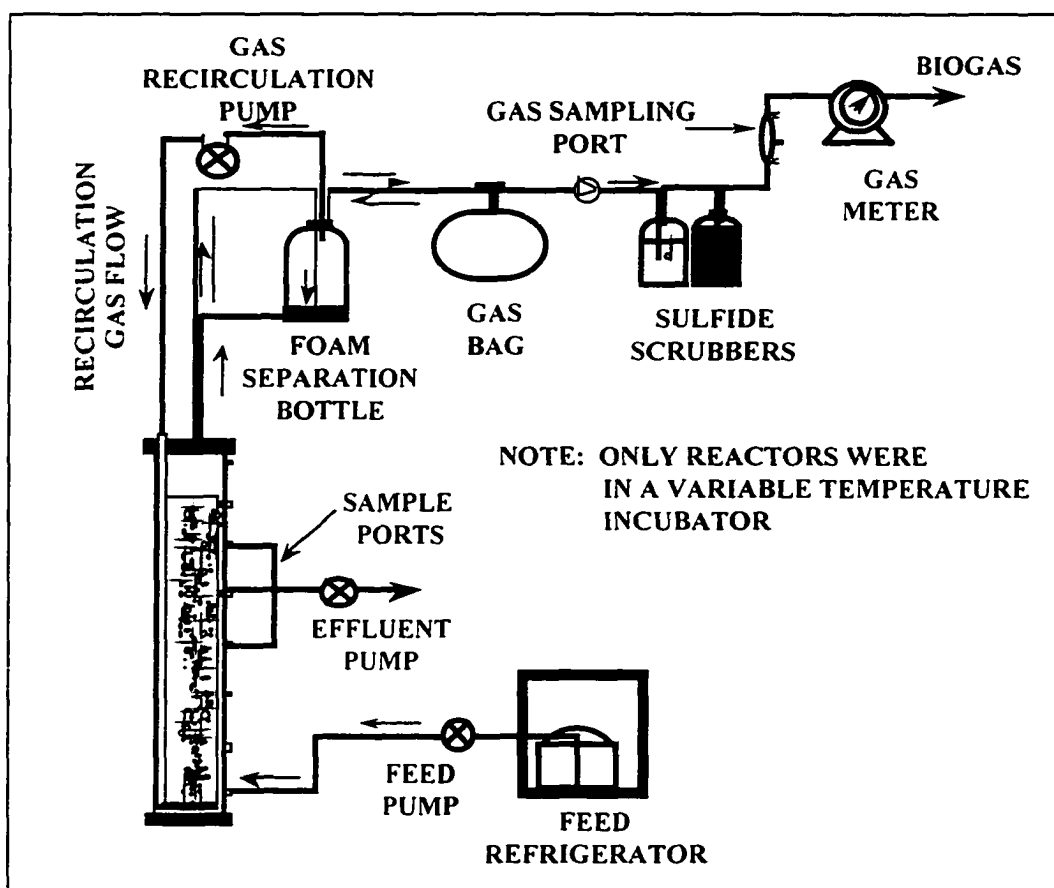 GAS
RECIRCULATION
PUMP
BIOGAS
GAS SAMPLING
PORT
GAS
METER
RECIRCULATION
GAS FLOW
FOAM
SEPARATION
BOTTLE
GAS
BAG
SULFIDE
SCRUBBERS
NOTE: ONLY REACTORS WERE
IN A VARIABLE TEMPERATURE
INCUBATOR
SAMPLE
PORTS
EFFLUENT
PUMP
FEED
PUMP
FEED
REFRIGERATOR